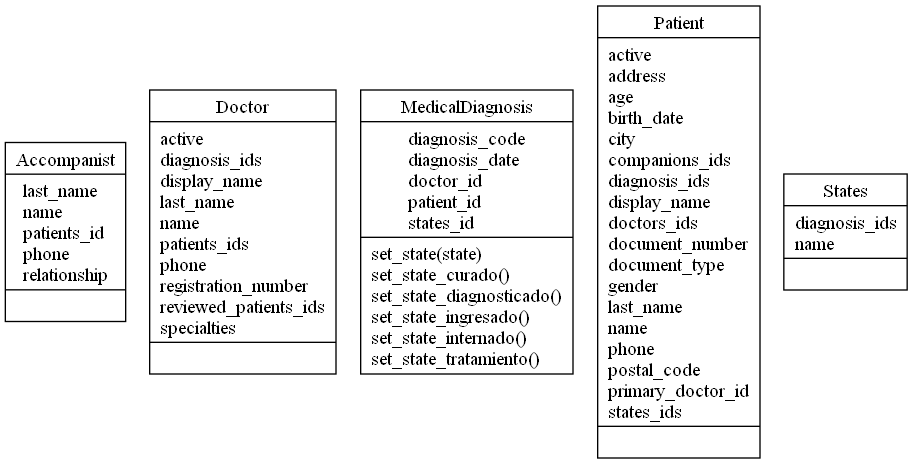 Accompanist
last_name
name
patients_id
phone
relationship
Doctor
active
diagnosis_ids
display_name
last_name
name
patients_ids
phone
registration_number
reviewed_patients_ids
specialties
MedicalDiagnosis
diagnosis_code
diagnosis_date
doctor_id
patient_id
states_id
set_state(state)
set_state_curado()
set_state_diagnosticado()
set_state_ingresado()
set_state_internado()
set_state_tratamiento()
Patient
active
address
age
birth_date
city
companions_ids
diagnosis_ids
display_name
doctors_ids
document_number
document_type
gender
last_name
name
phone
postal_code
primary_doctor_id
states_ids
States
diagnosis_ids
name